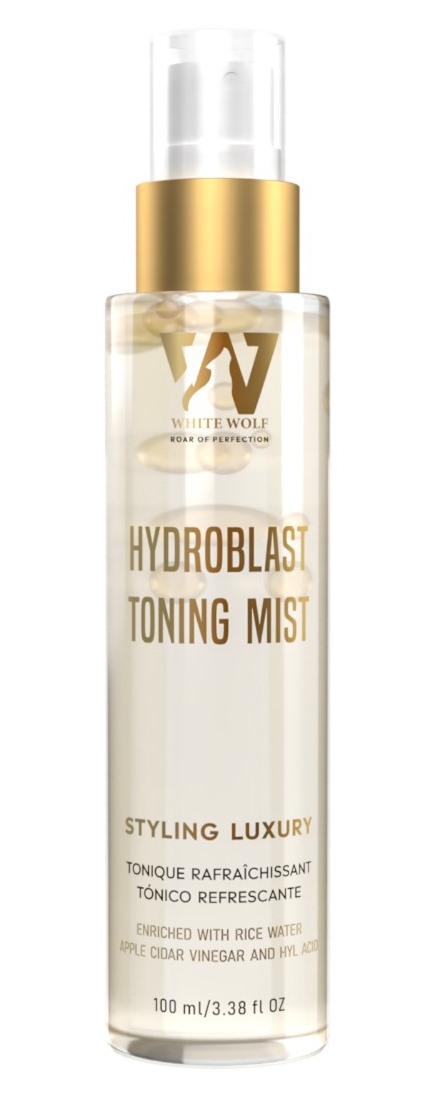 W
WHITE WOLF
ROAR OF PERFECTION
HYDROBLAST
TONING MIST
STYLING LUXURY
TONIQUE RAFRAÎCHISSANT
TÓNICO REFRESCANTE
ENRICHED WITH RICE WATER
APPLE CIDAR VINEGAR AND HYL ACID
100 ml/3.38 fl OZ